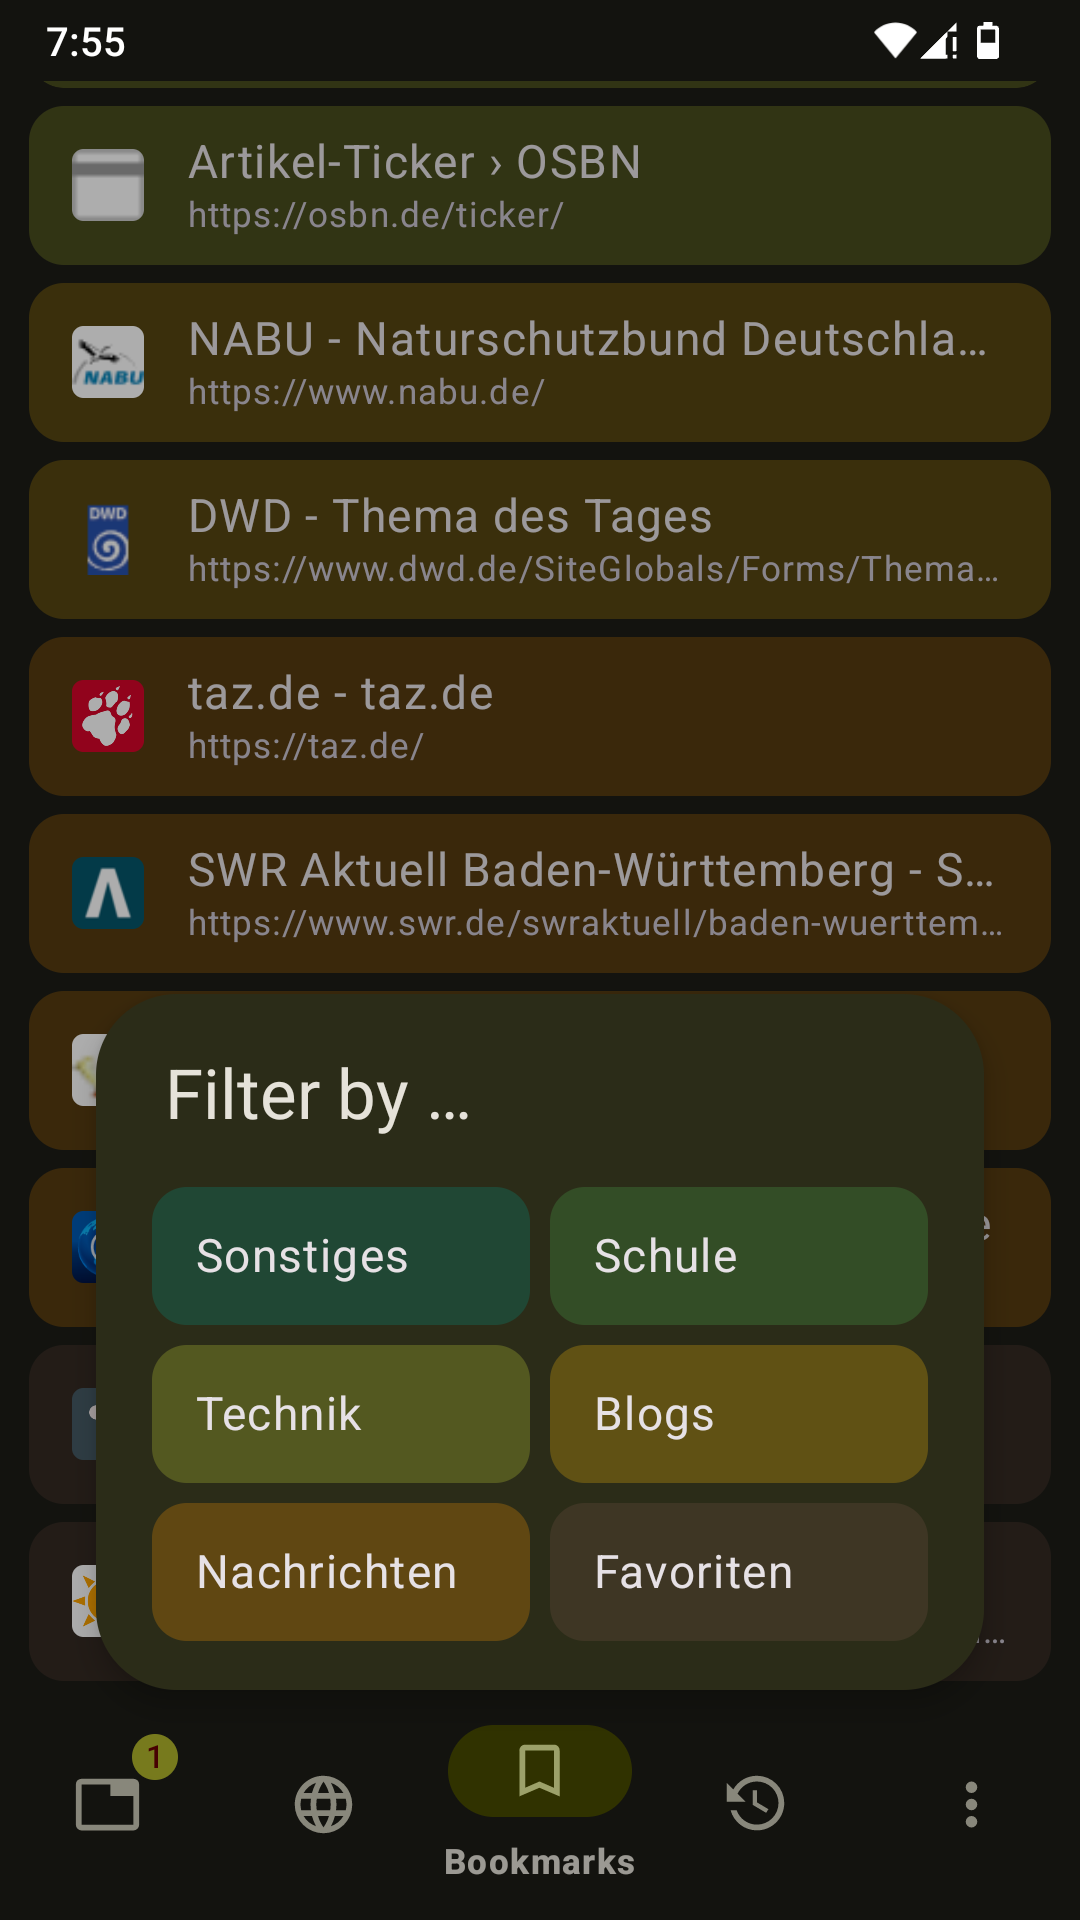 7:55
Artikel-Ticker › OSBN
https://osbn.de/ticker/
NABU
NABU - Naturschutzbund Deutschla…
https://www.nabu.de/
DWD
DWD - Thema des Tages
https://www.dwd.de/SiteGlobals/Forms/Thema…
taz.de - taz.de
https://taz.de/
SWR Aktuell Baden-Württemberg - S…
https://www.swr.de/swraktuell/baden-wuerttem…
Filter by …
Sonstiges
Schule
Technik
Blogs
Nachrichten
Favoriten
1
Bookmarks